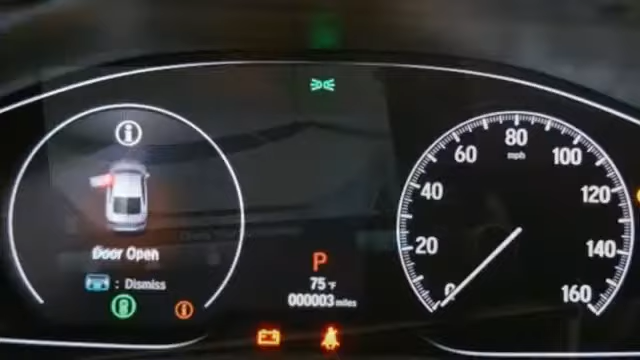 80
mph
60
100
40
120
20
140
0
160
Door Open
: Dismiss
P
75 °F
000003 miles